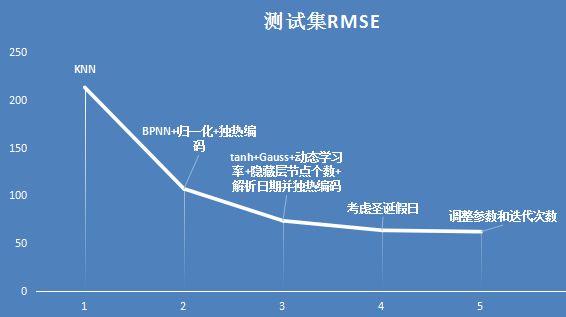 测试集RMSE
250
200
150
100
50
0
KNN
BPNN+归一化+独热编
码
tanh+Gauss+动态学习
率+隐藏层节点个数+
解析日期并独热编码
考虑圣诞假日
调整参数和迭代次数
1 2 3 4 5